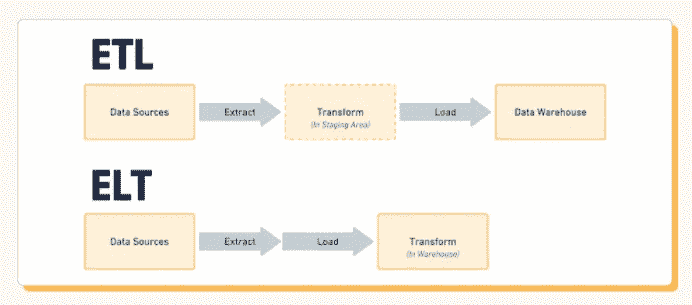 ETL
Data Sources
Extract
Transform
(In Staging Area)
Load
Data Warehouse
ELT
Data Sources
Extract
Load
Transform
(In Warehouse)